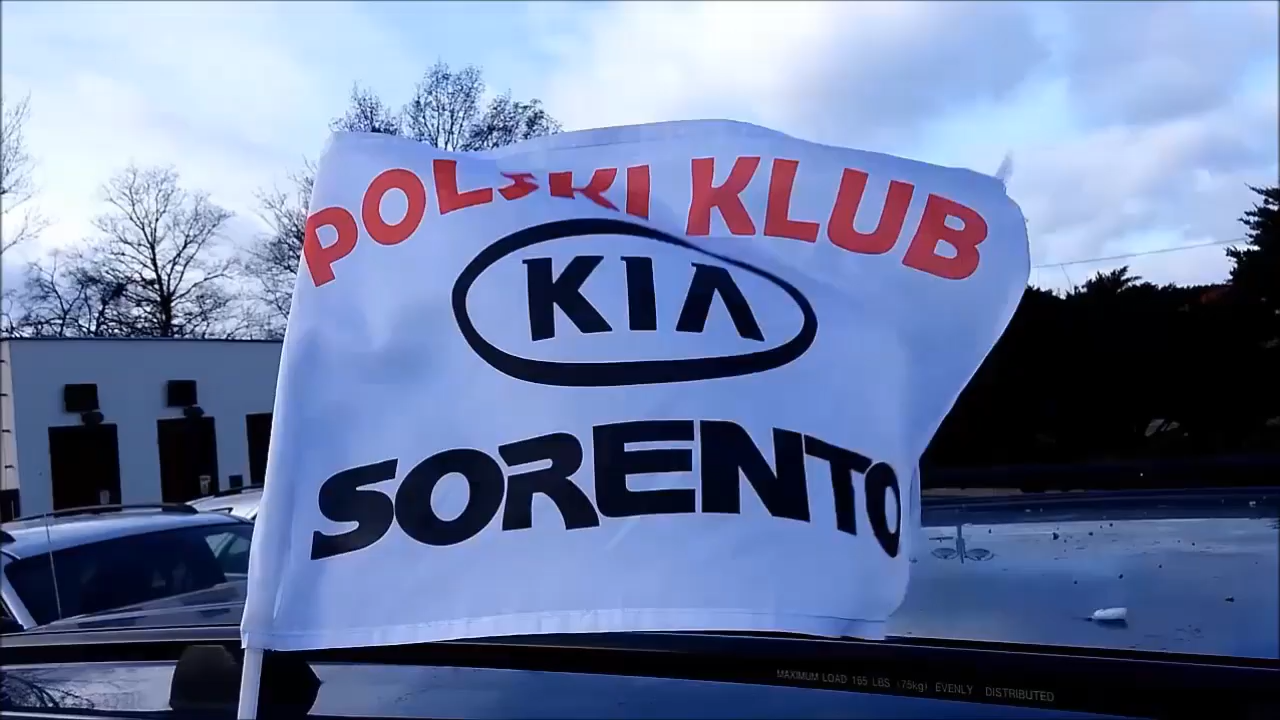 POLSKI KLUB
KIA
SORENTO
MAXIMUM LOAD 165 LBS (75kg) EVENLY DISTRIBUTED